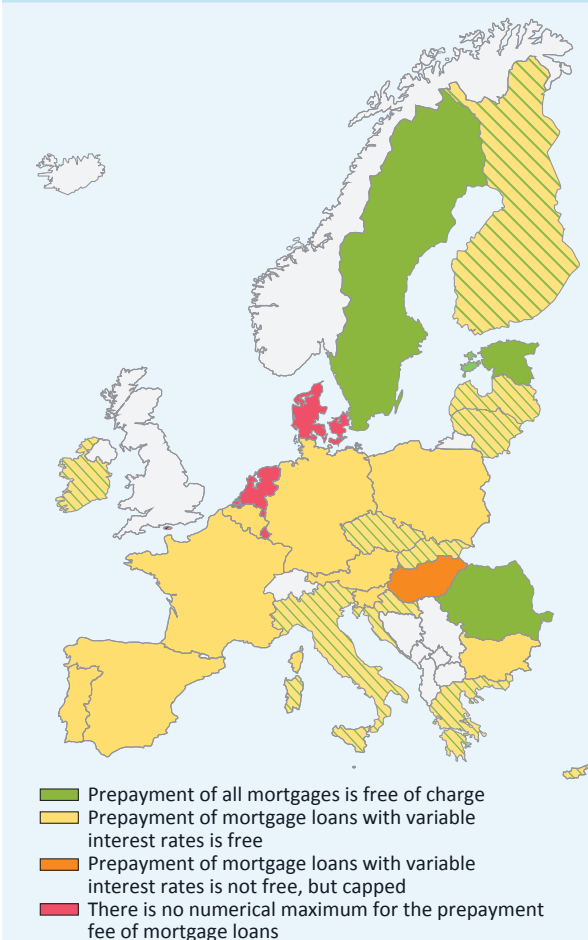 Prepayment of all mortgages is free of charge
Prepayment of mortgage loans with variable
interest rates is free
Prepayment of mortgage loans with variable
interest rates is not free, but capped
There is no numerical maximum for the prepayment
fee of mortgage loans